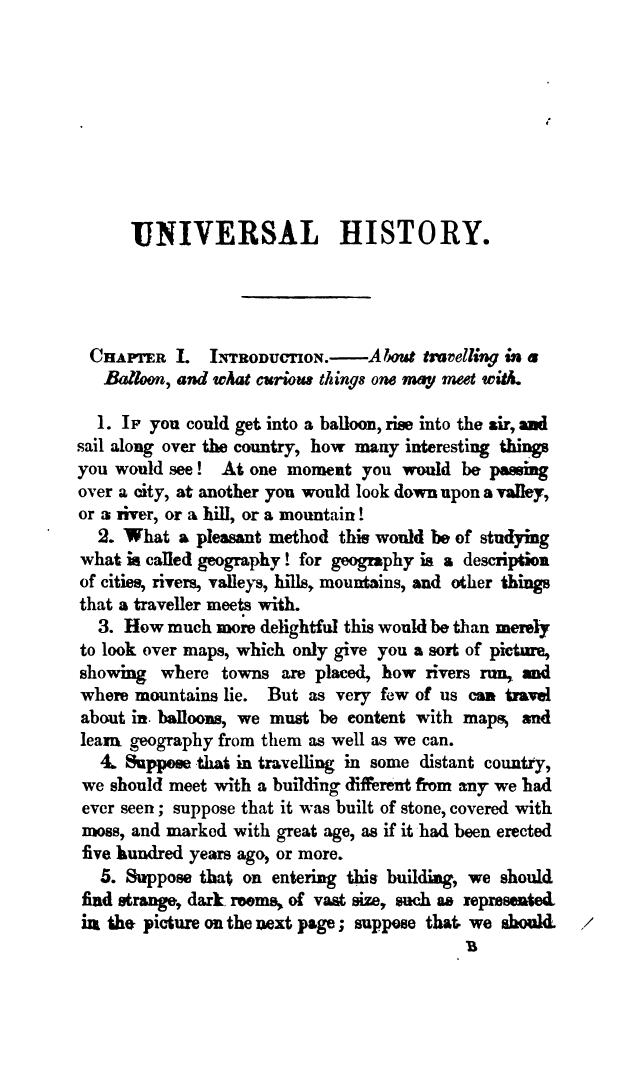 UNIVERSAL HISTORY.
CHAPTER I. INTRODUCTION.——About travelling in a
Balloon, and what curious things one may meet with.
1. IF you could get into a balloon, rise into the air, and
sail along over the country, how many interesting things
you would see! At one moment you would be passing
over a city, at another you would look down upon a valley,
or a river, or a hill, or a mountain!
2. What a pleasant method this would be of studying
what is called geography! for geography is a description
of cities, rivers, valleys, hills, mountains, and other things
that a traveller meets with.
3. How much more delightful this would be than merely
to look over maps, which only give you a sort of picture,
showing where towns are placed, how rivers run, and
where mountains lie. But as very few of us can travel
about in balloons, we must be content with maps, and
learn geography from them as well as we can.
4. Suppose that in travelling in some distant country,
we should meet with a building different from any we had
ever seen; suppose that it was built of stone, covered with
moss, and marked with great age, as if it had been erected
five hundred years ago, or more.
5. Suppose that on entering this building, we should
find strange, dark rooms, of vast size, such as represented
in the picture on the next page; suppose that we should
B